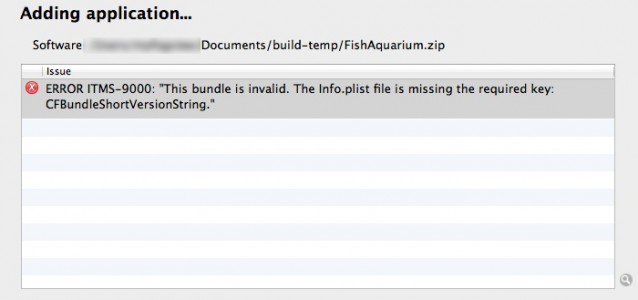 Adding application...
Software Documents/build-temp/FishAquarium.zip
Issue
ERROR ITMS-9000: "This bundle is invalid. The Info.plist file is missing the required key:
CFBundleShortVersionString."